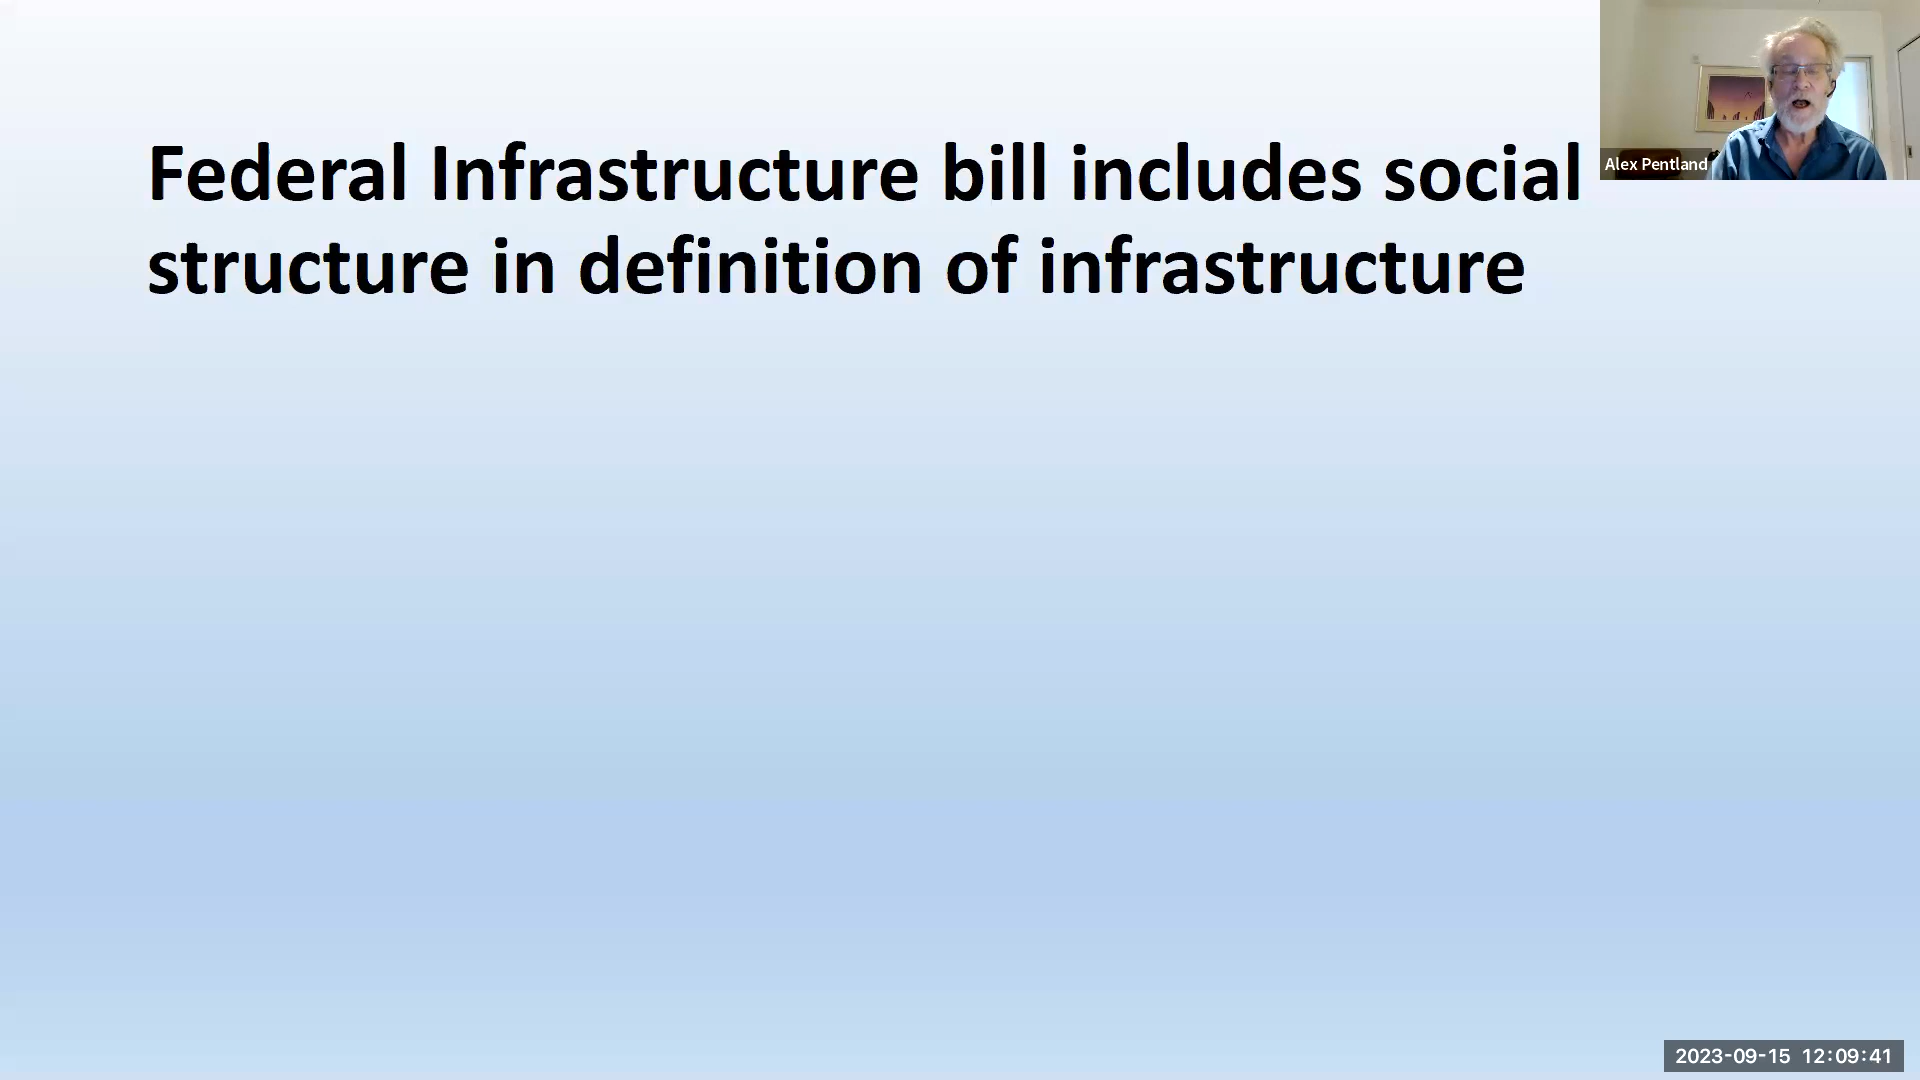 Federal Infrastructure bill includes social
structure in definition of infrastructure
Alex Pentland
2023-09-15 12:09:41